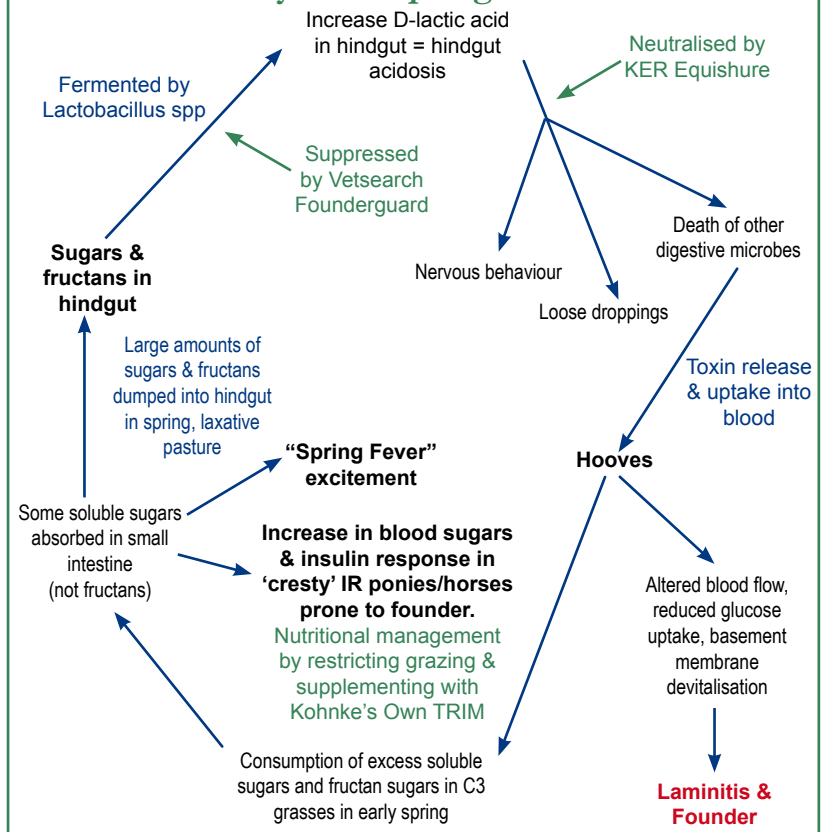 Increase D-lactic acid
in hindgut = hindgut
acidosis
Neutralised by
KER Equishure
Fermented by
Lactobacillus spp
Suppressed
by Vetsearch
Founderguard
Death of other
digestive microbes
Sugars &
fructans in
hindgut
Nervous behaviour
Loose droppings
Large amounts of
sugars & fructans
dumped into hindgut
in spring, laxative
pasture
Toxin release
& uptake into
blood
“Spring Fever”
excitement
Hooves
Some soluble sugars
absorbed in small
intestine
(not fructans)
Increase in blood sugars
& insulin response in
‘cresty’ IR ponies/horses
prone to founder.
Nutritional management
by restricting grazing &
supplementing with
Kohnke’s Own TRIM
Altered blood flow,
reduced glucose
uptake, basement
membrane
devitalisation
Consumption of excess soluble
sugars and fructan sugars in C3
grasses in early spring
Laminitis &
Founder